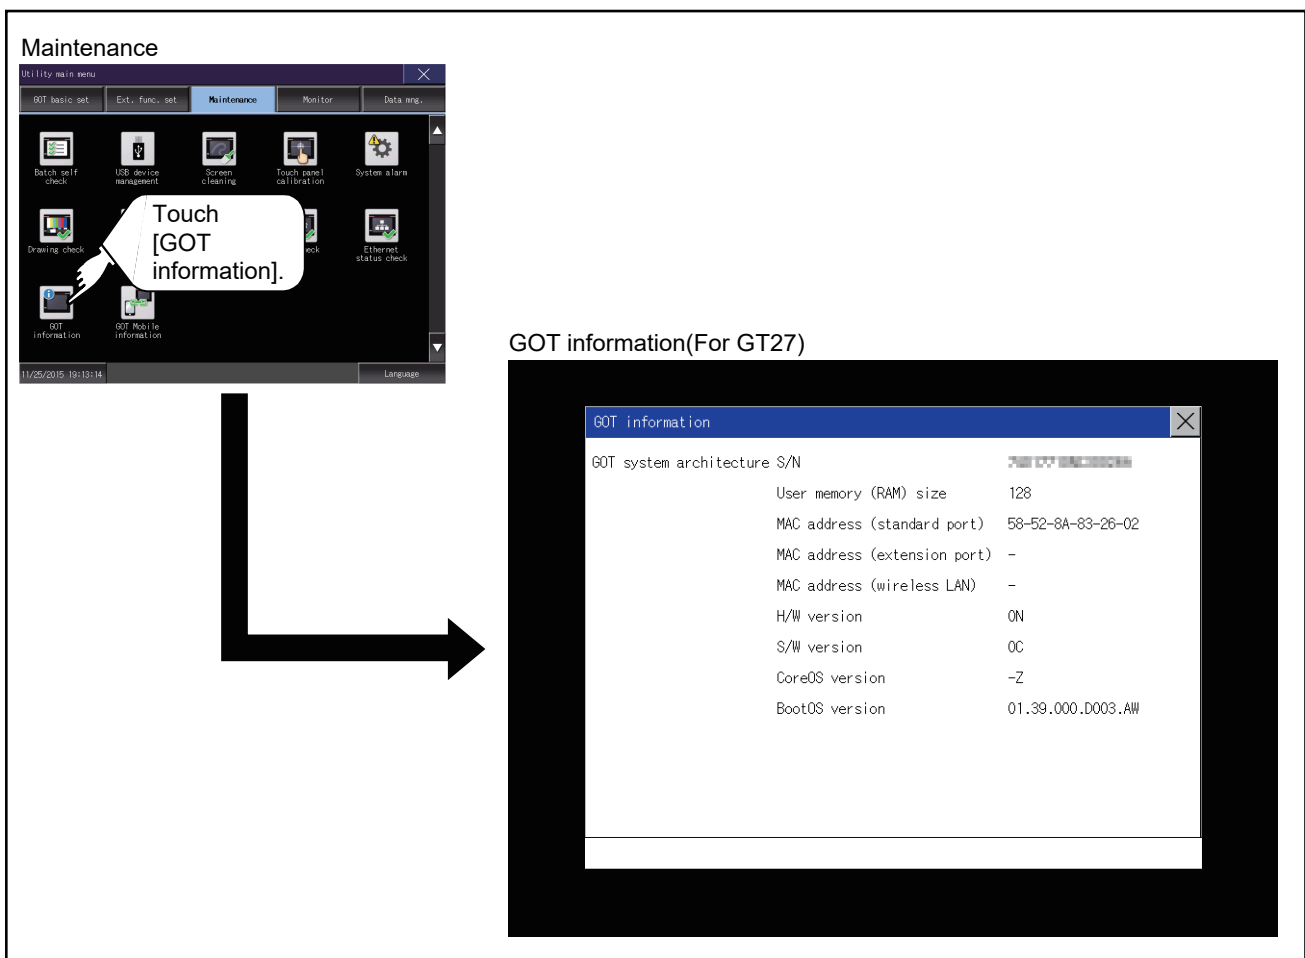 Maintenance
Utility main menu
GOT basic set
Ext. func. set
Maintenance
Monitor
Data mng.
Batch self
check
USB device
management
Screen
cleaning
Touch panel
calibration
System alarm
Drawing check
Touch
[GOT
information].
eck
Ethernet
status check
GOT
information
GOT Mobile
information
11/25/2015 19:13:14
Language
GOT information(For GT27)
GOT information
GOT system architecture S/N
User memory (RAM) size 128
MAC address (standard port) 58-52-8A-83-26-02
MAC address (extension port) -
MAC address (wireless LAN) -
H/W version 0N
S/W version 0C
CoreOS version -Z
BootOS version 01.39.000.D003.AW